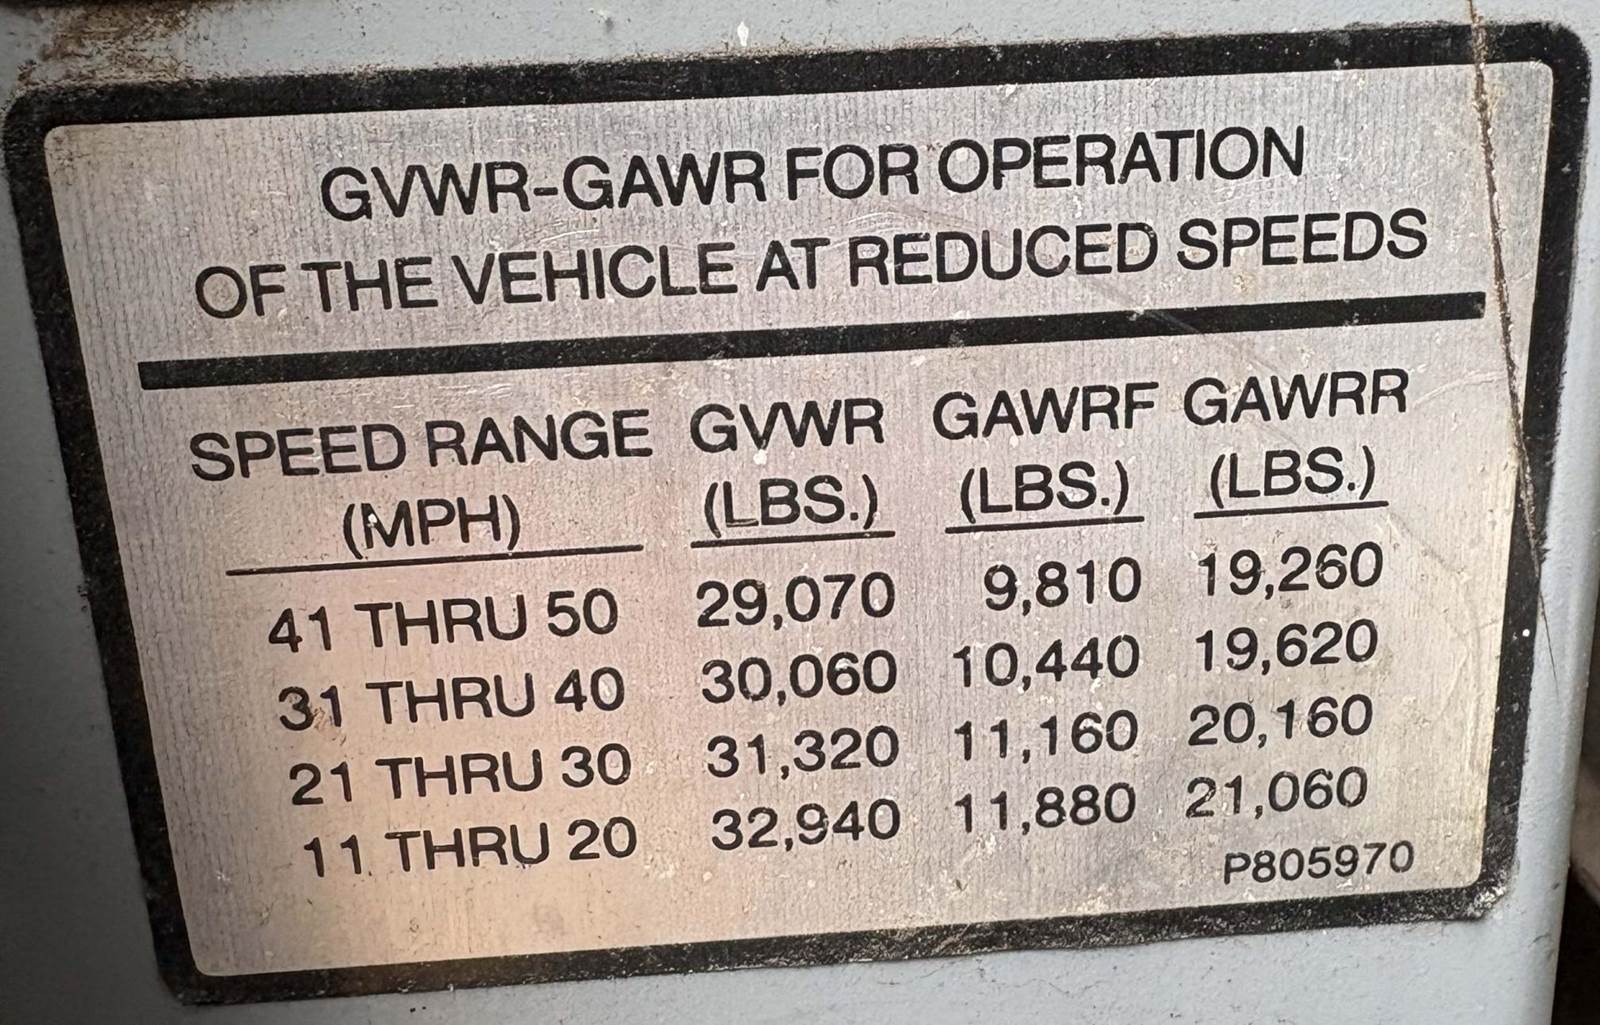 GVWR-GAWR FOR OPERATION
OF THE VEHICLE AT REDUCED SPEEDS
SPEED RANGE GVWR GAWRF GAWRR
(MPH) (LBS.) (LBS.) (LBS.)
41 THRU 50 29,070 9,810 19,260
31 THRU 40 30,060 10,440 19,620
21 THRU 30 31,320 11,160 20,160
11 THRU 20 32,940 11,880 21,060
P805970